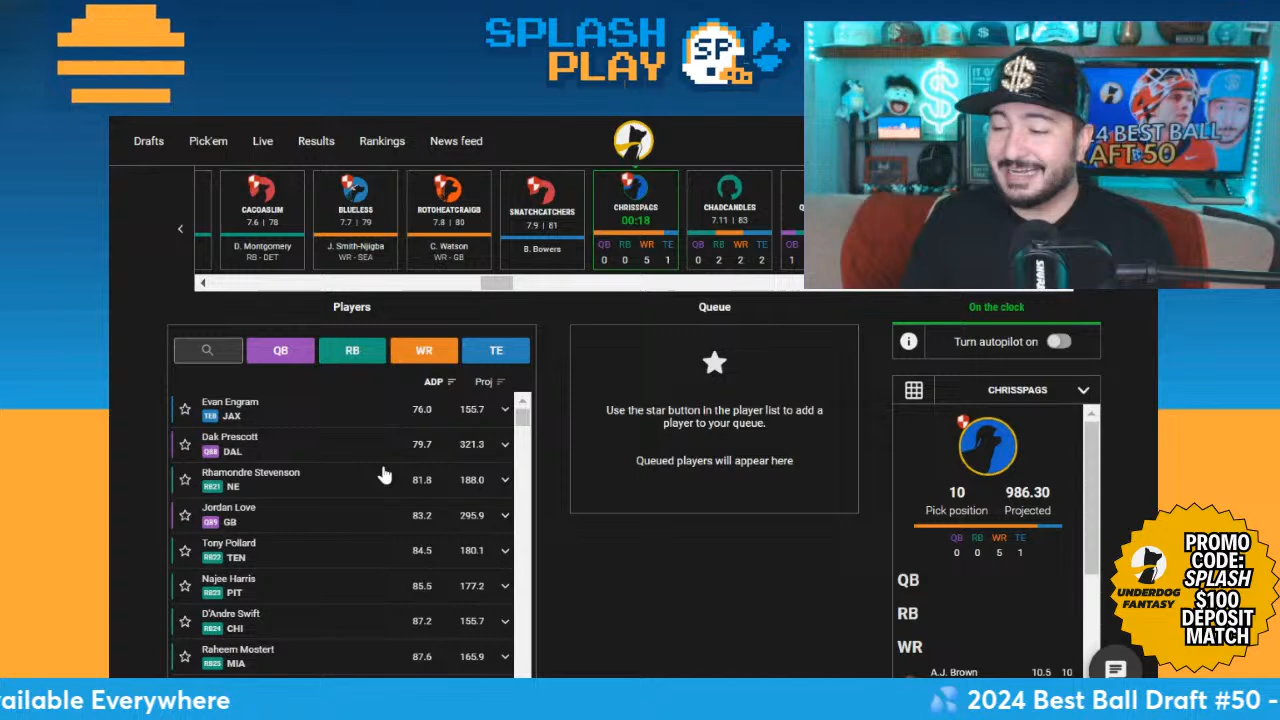 SPLASH
PLAY
SP
$
$
24 BEST BALL
AFT 50
Drafts
Pick'em
Live
Results
Rankings
News feed
CACOASLIM
7.6 | 78
D. Montgomery
RB - DET
BLUELESS
7.7 | 79
J. Smith-Njigba
WR - SEA
ROTOHEATCRAIGB
7.8 | 80
C. Watson
WR - GB
SNATCHCATCHERS
7.9 | 81
B. Bowers
CHRISSPAGS
00:18
QB RB WR TE
0 0 5 1
CHADCANDLES
7.11 | 83
QB RB WR TE
0 2 2 2
1
Players
Queue
On the clock
QB
RB
WR
TE
Turn autopilot on
ADP
Proj
CHRISSPAGS
Evan Engram
TE8 JAX
76.0
155.7
Dak Prescott
QB8 DAL
79.7
321.3
Rhamondre Stevenson
RB21 NE
81.8
188.0
Jordan Love
QB9 GB
83.2
295.9
Tony Pollard
RB22 TEN
84.5
180.1
Najee Harris
RB23 PIT
85.5
177.2
D'Andre Swift
RB24 CHI
87.2
155.7
Raheem Mostert
RB25 MIA
87.6
165.9
Use the star button in the player list to add a
player to your queue.
Queued players will appear here
10
986.30
Pick position
Projected
QB RB WR TE
0 0 5 1
QB
RB
WR
A.J. Brown
10.5
10
UNDERDOG
FANTASY
PROMO
CODE:
SPLASH
$100
DEPOSIT
MATCH
vailable Everywhere
2024 Best Ball Draft #50 -